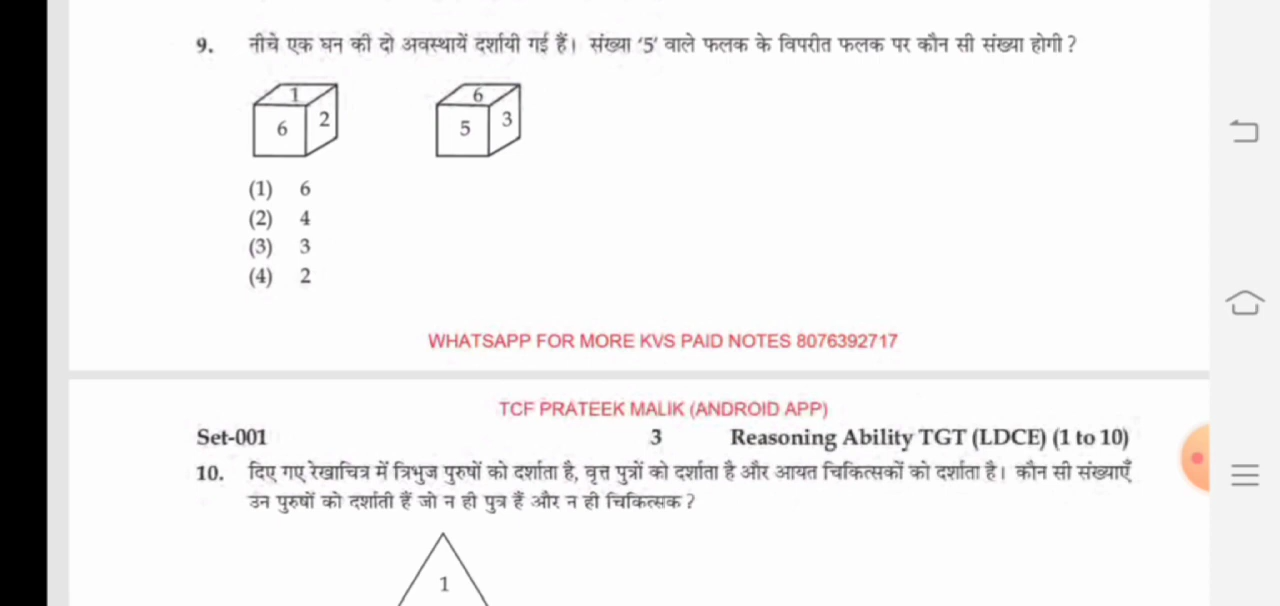 9. नीचे एक घन की दो अवस्थायें दर्शायी गई हैं। संख्या ‘5’ वाले फलक के विपरीत फलक पर कौन सी संख्या होगी ?
1
6 2
6
5 3
(1) 6
(2) 4
(3) 3
(4) 2
WHATSAPP FOR MORE KVS PAID NOTES 8076392717
TCF PRATEEK MALIK (ANDROID APP)
Set-001 3 Reasoning Ability TGT (LDCE) (1 to 10)
10. दिए गए रेखाचित्र में त्रिभुज पुरुषों को दर्शाता है, वृत्त पुत्रों को दर्शाता है और आयत चिकित्सकों को दर्शाता है। कौन सी संख्याएँ
उन पुरुषों को दर्शाती हैं जो न ही पुत्र हैं और न ही चिकित्सक ?
1